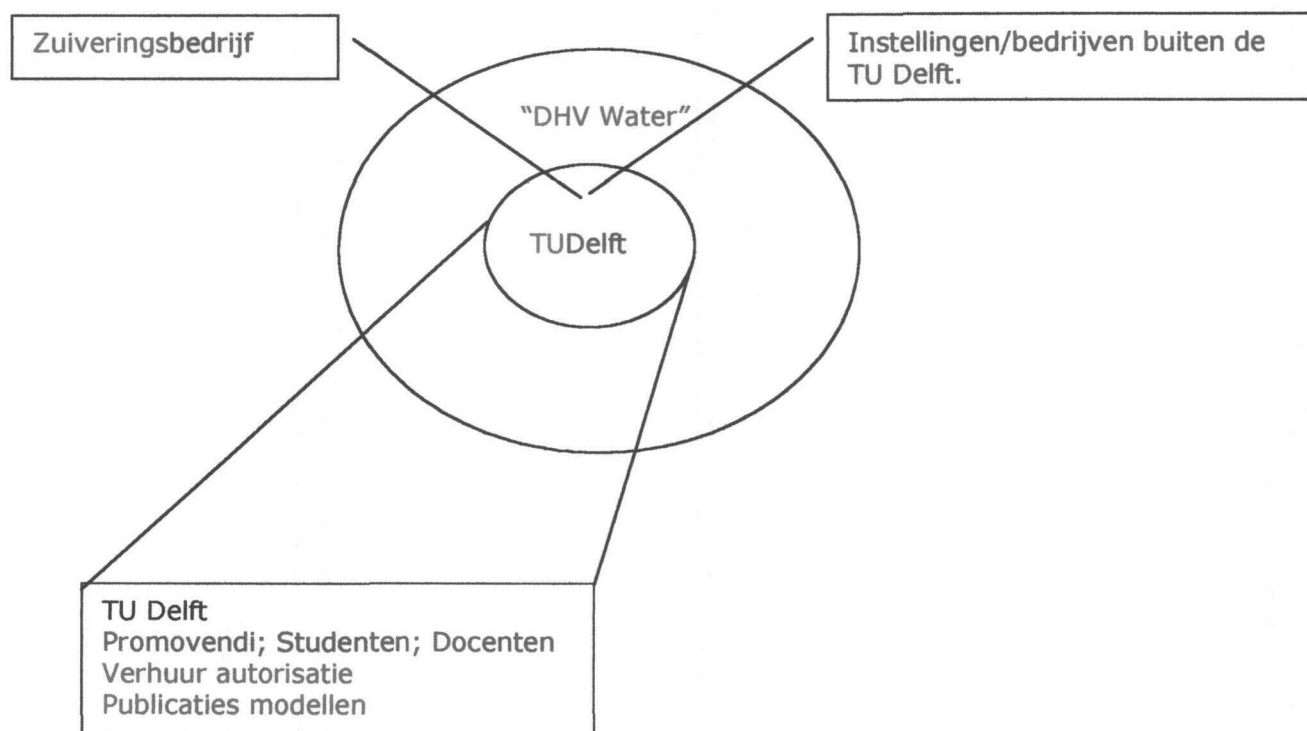 Zuiveringsbedrijf
Instellingen/bedrijven buiten de
TU Delft.
“DHV Water”
TUDelft
TU Delft
Promovendi; Studenten; Docenten
Verhuur autorisatie
Publicaties modellen